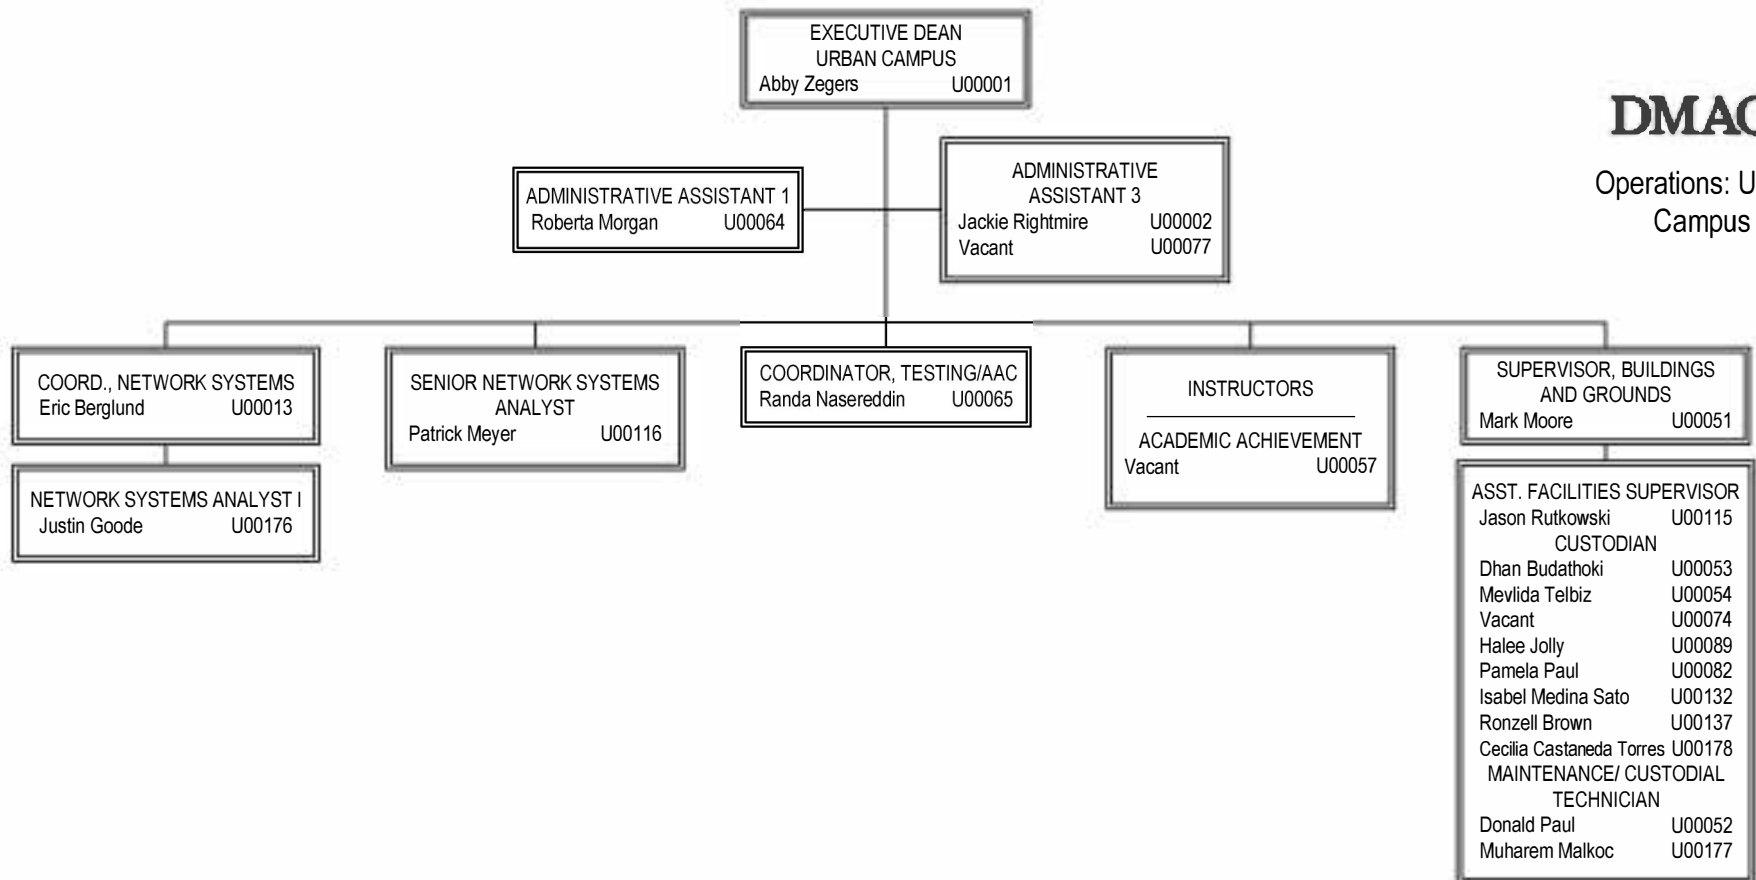 EXECUTIVE DEAN
URBAN CAMPUS
Abby Zegers U00001
DMAC
Operations: U
Campus
ADMINISTRATIVE ASSISTANT 1
Roberta Morgan U00064
ADMINISTRATIVE
ASSISTANT 3
Jackie Rightmire U00002
Vacant U00077
COORD., NETWORK SYSTEMS
Eric Berglund U00013
NETWORK SYSTEMS ANALYST I
Justin Goode U00176
SENIOR NETWORK SYSTEMS
ANALYST
Patrick Meyer U00116
COORDINATOR, TESTING/AAC
Randa Nasereddin U00065
INSTRUCTORS
ACADEMIC ACHIEVEMENT
Vacant U00057
SUPERVISOR, BUILDINGS
AND GROUNDS
Mark Moore U00051
ASST. FACILITIES SUPERVISOR
Jason Rutkowski U00115
CUSTODIAN
Dhan Budathoki U00053
Mevlida Telbiz U00054
Vacant U00074
Halee Jolly U00089
Pamela Paul U00082
Isabel Medina Sato U00132
Ronzell Brown U00137
Cecilia Castaneda Torres U00178
MAINTENANCE/ CUSTODIAL
TECHNICIAN
Donald Paul U00052
Muharem Malkoc U00177